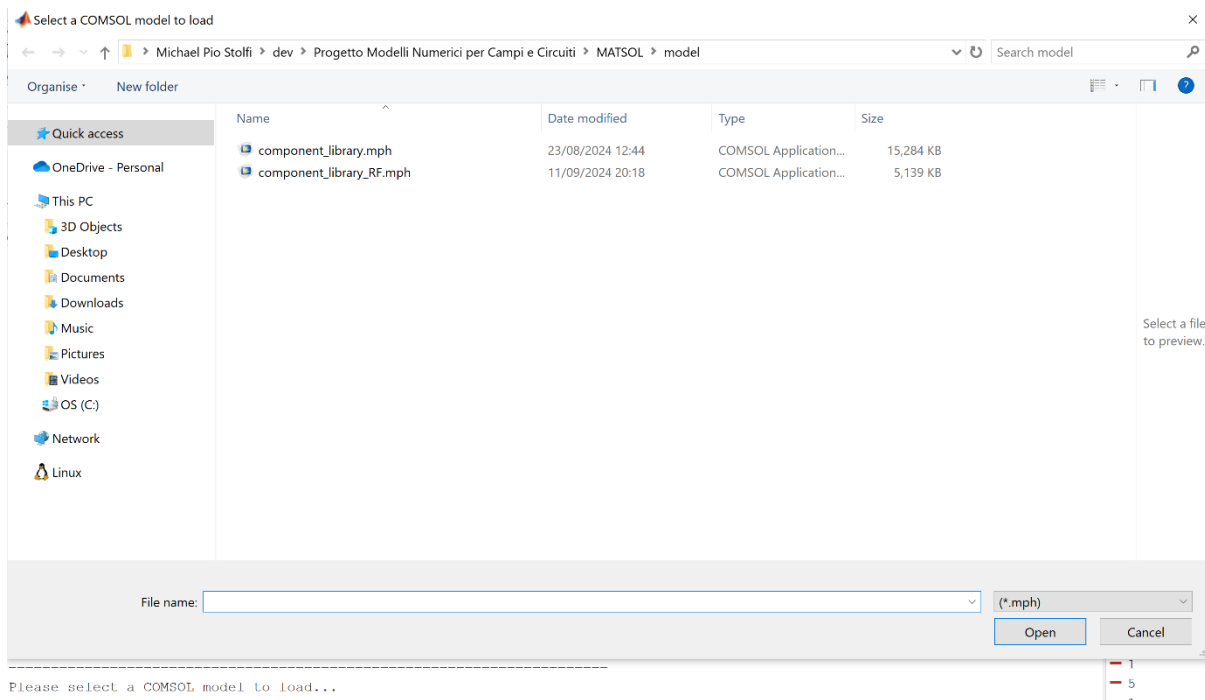 Select a COMSOL model to load
Michael Pio Stolfi > dev > Progetto Modelli Numerici per Campi e Circuiti > MATSOL > model
Search model
Organise
New folder
Name Date modified Type Size
Quick access
OneDrive - Personal
This PC
3D Objects
Desktop
Documents
Downloads
Music
Pictures
Videos
OS (C:)
Network
Linux
component_library.mph 23/08/2024 12:44 COMSOL Application... 15,284 KB
component_library_RF.mph 11/09/2024 20:18 COMSOL Application... 5,139 KB
Select a file
to preview.
File name:
(*.mph)
Open Cancel
Please select a COMSOL model to load...
1
5